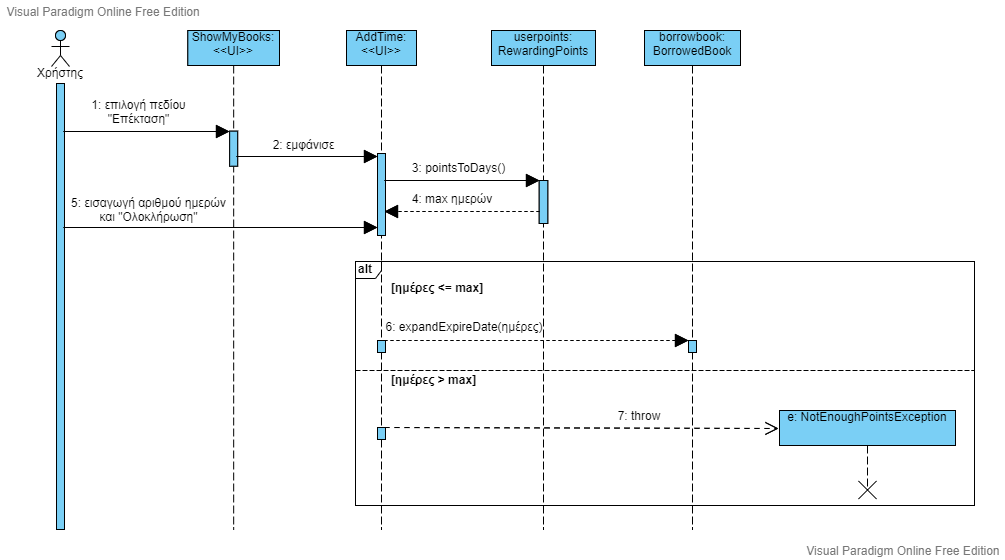 Visual Paradigm Online Free Edition
ShowMyBooks:
<<UI>>
AddTime:
<<UI>>
userpoints:
RewardingPoints
borrowbook:
BorrowedBook
Χρήστης
1: επιλογή πεδίου
"Επέκταση"
2: εμφάνισε
3: pointsToDays()
4: max ημερών
5: εισαγωγή αριθμού ημερών
και "Ολοκλήρωση"
alt
[ημέρες <= max]
6: expandExpireDate(ημέρες)
[ημέρες > max]
7: throw
e: NotEnoughPointsException
Visual Paradigm Online Free Edition